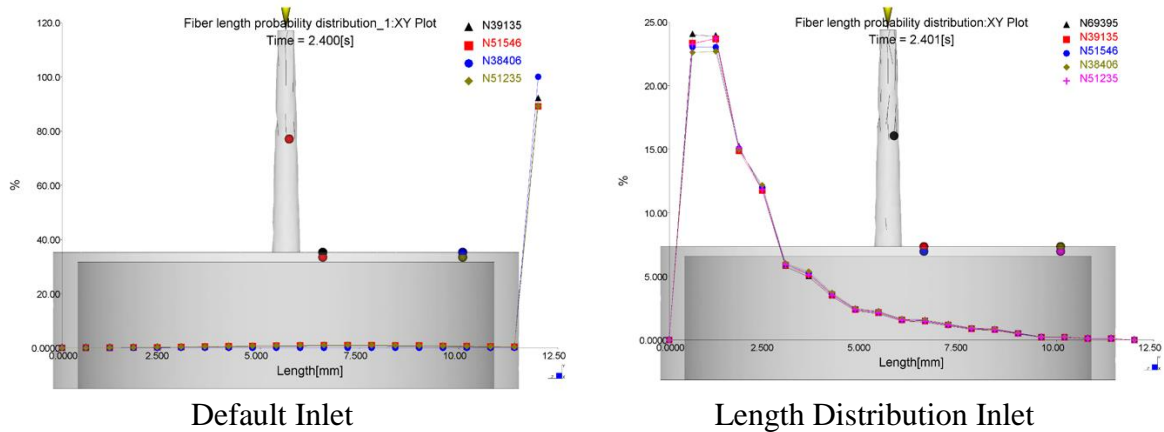 Fiber length probability distribution_1:XY Plot
Time = 2.400[s]
N39135
N51546
N38406
N51235
120.0
100.0
80.00
60.00
40.00
20.00
0.0000
%
0.0000 2.500 5.000 7.500 10.00 12.50
Length[mm]
Default Inlet
Fiber length probability distribution:XY Plot
Time = 2.401[s]
N69395
N39135
N51546
N38406
N51235
25.00
20.00
15.00
10.00
5.000
0.0000
%
0.0000 2.500 5.000 7.500 10.00 12.50
Length[mm]
Length Distribution Inlet